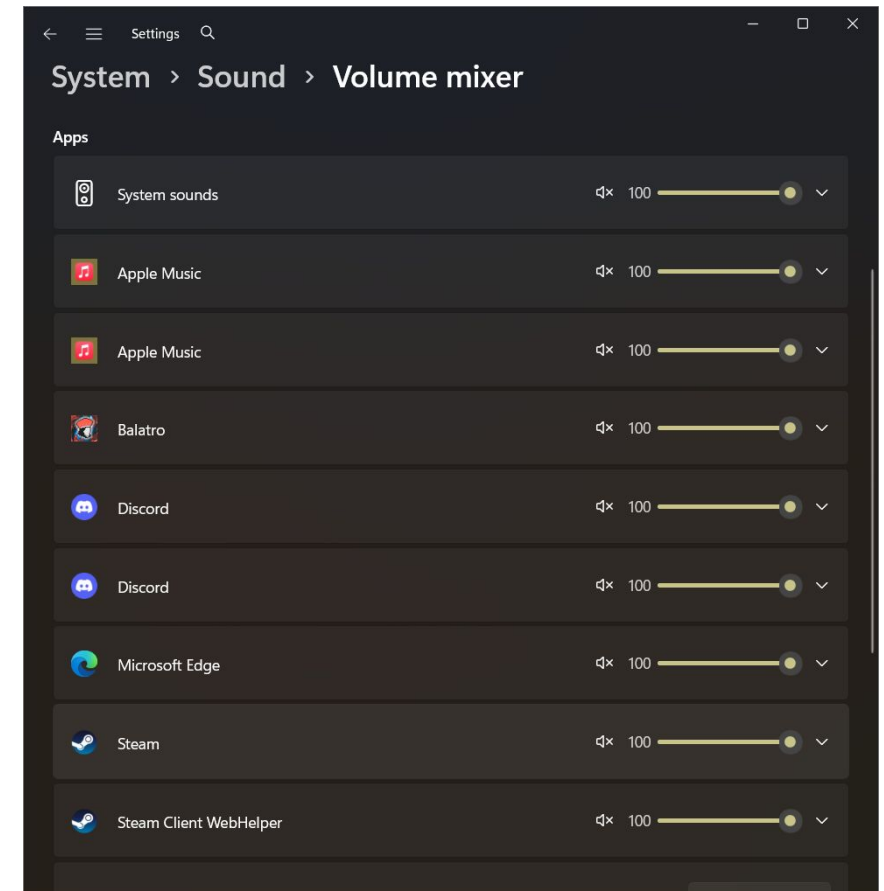 Settings
System > Sound > Volume mixer
Apps
System sounds 100
Apple Music 100
Apple Music 100
Balatro 100
Discord 100
Discord 100
Microsoft Edge 100
Steam 100
Steam Client WebHelper 100